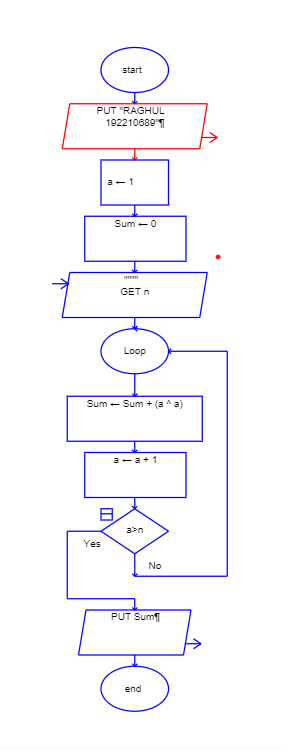 start
PUT "RAGHUL
192210689"¶
a ← 1
Sum ← 0
""""
GET n
Loop
Sum ← Sum + (a ^ a)
a ← a + 1
a>n
Yes
No
PUT Sum¶
end